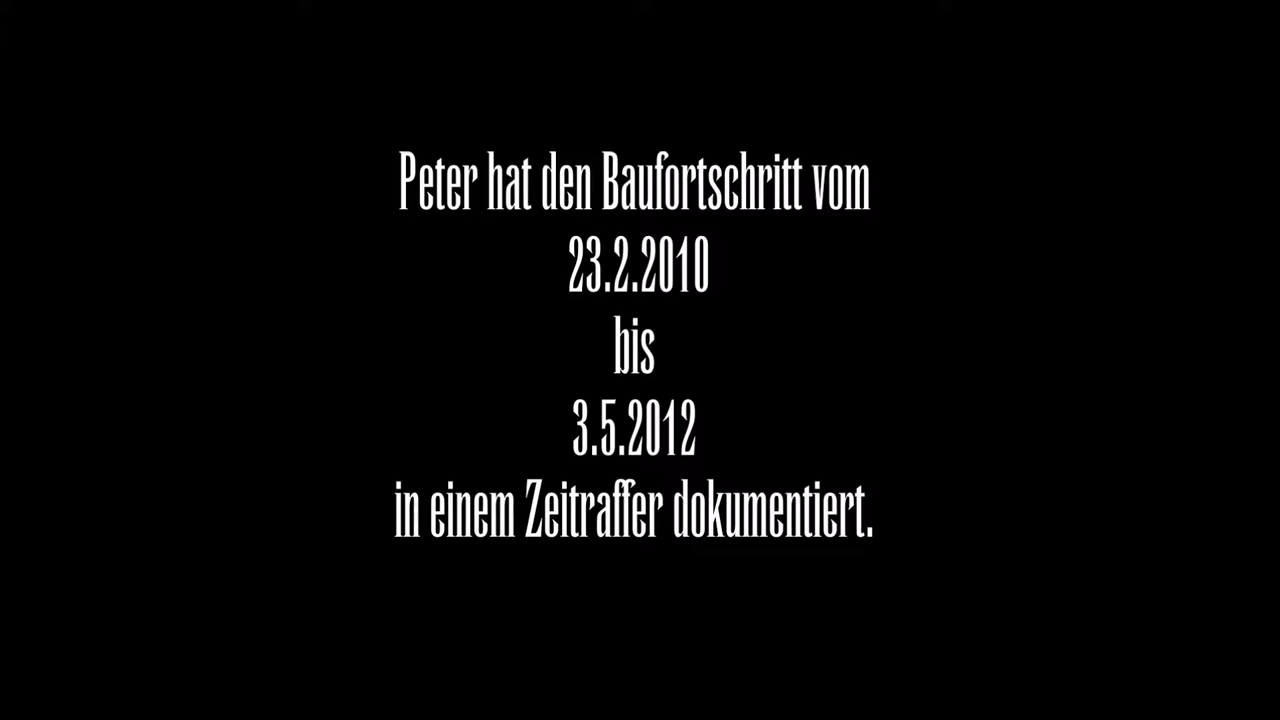 Peter hat den Baufortschritt vom
23.2.2010
bis
3.5.2012
in einem Zeitraffer dokumentiert.